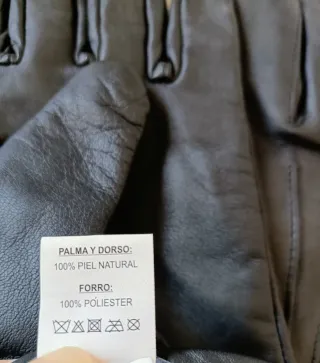 PALMA Y DORSO:
100% PIEL NATURAL
FORRO:
100% POLIESTER